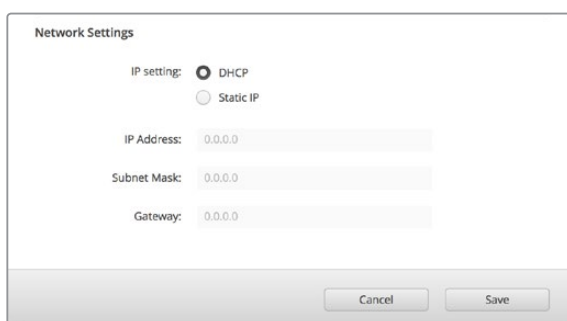 Network Settings
IP setting: DHCP
Static IP
IP Address: 0.0.0.0
Subnet Mask: 0.0.0.0
Gateway: 0.0.0.0
Cancel Save